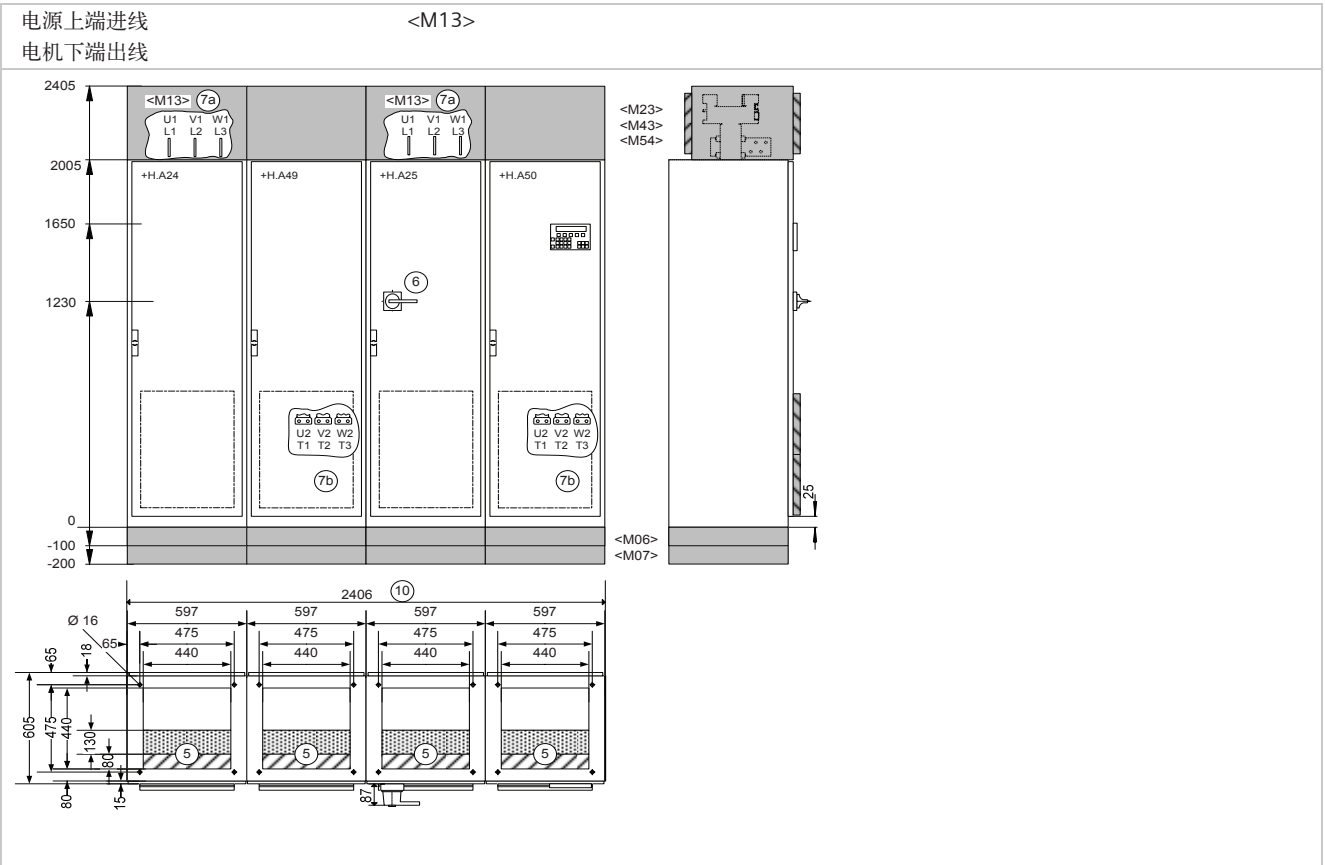 电源上端进线 <M13>
电机下端出线
2405
<M13> 7a
<M13> 7a
U1 V1 W1
L1 L2 L3
U1 V1 W1
L1 L2 L3
<M23>
<M43>
<M54>
2005
+H.A24
+H.A49
+H.A25
+H.A50
1650
6
1230
U2 V2 W2
T1 T2 T3
7b
U2 V2 W2
T1 T2 T3
7b
25
0
-100
-200
<M06>
<M07>
2406 10
597 597 597 597
Ø 16
475 475 475 475
65
440 440 440 440
65
18
605
475
440
130
80
5 5 5 5
80
15
87